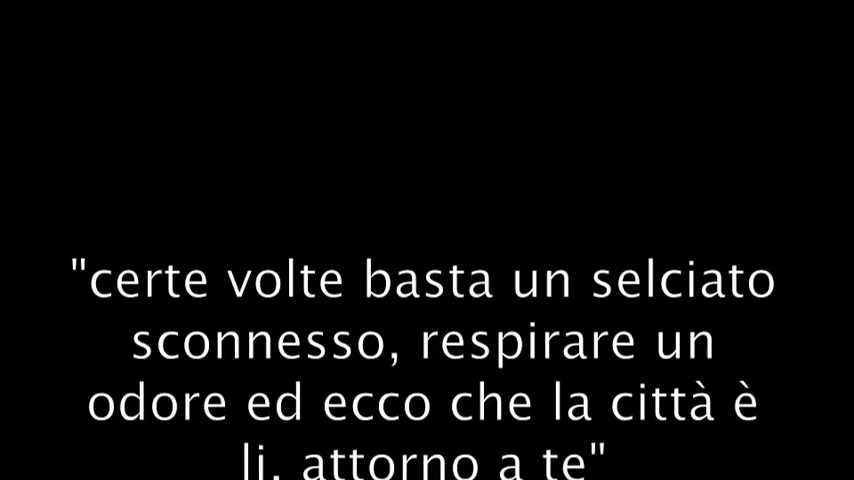 "certe volte basta un selciato
sconnesso, respirare un
odore ed ecco che la città è
li, attorno a te"